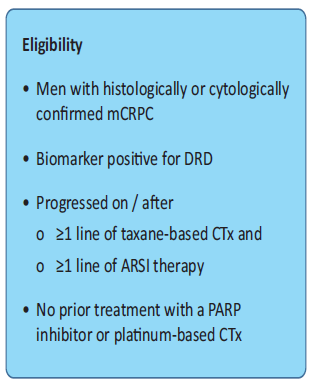 Eligibility
• Men with histologically or cytologically
confirmed mCRPC
• Biomarker positive for DRD
• Progressed on / after
o ≥1 line of taxane-based CTx and
o ≥1 line of ARSI therapy
• No prior treatment with a PARP
inhibitor or platinum-based CTx